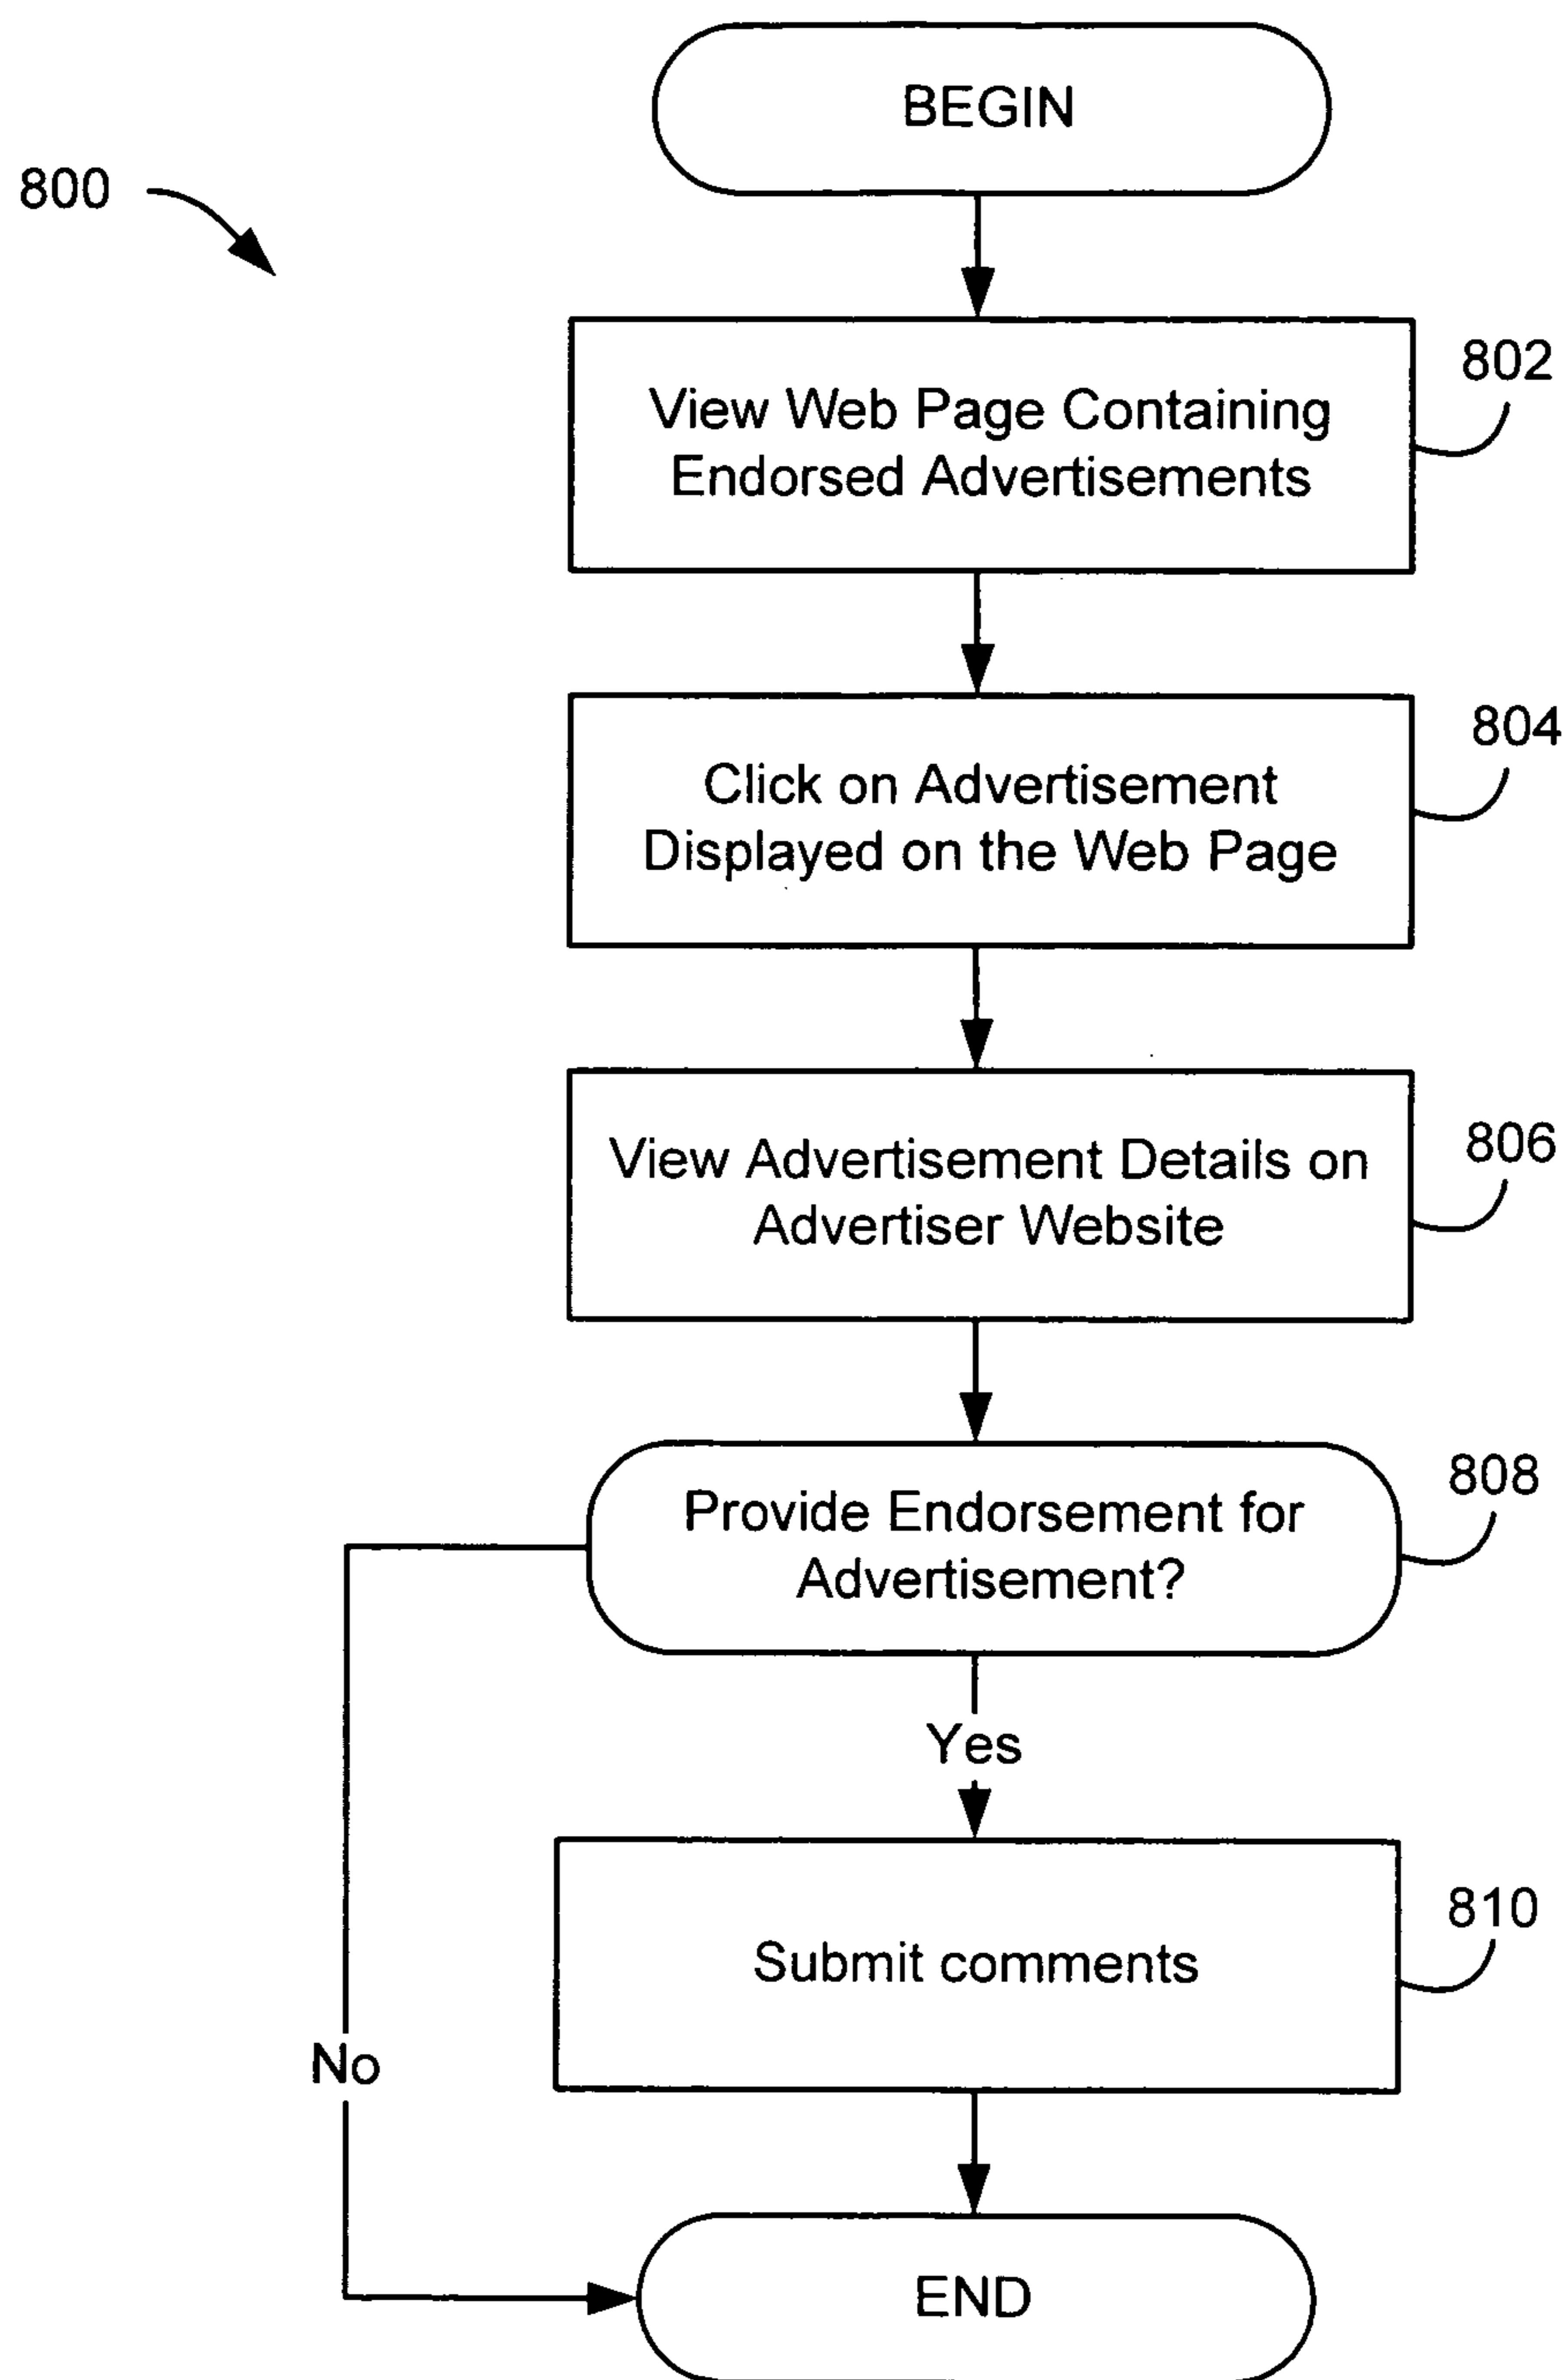 BEGIN
800
802
View Web Page Containing
Endorsed Advertisements
804
Click on Advertisement
Displayed on the Web Page
806
View Advertisement Details on
Advertiser Website
808
Provide Endorsement for
Advertisement?
Yes
810
Submit comments
No
END